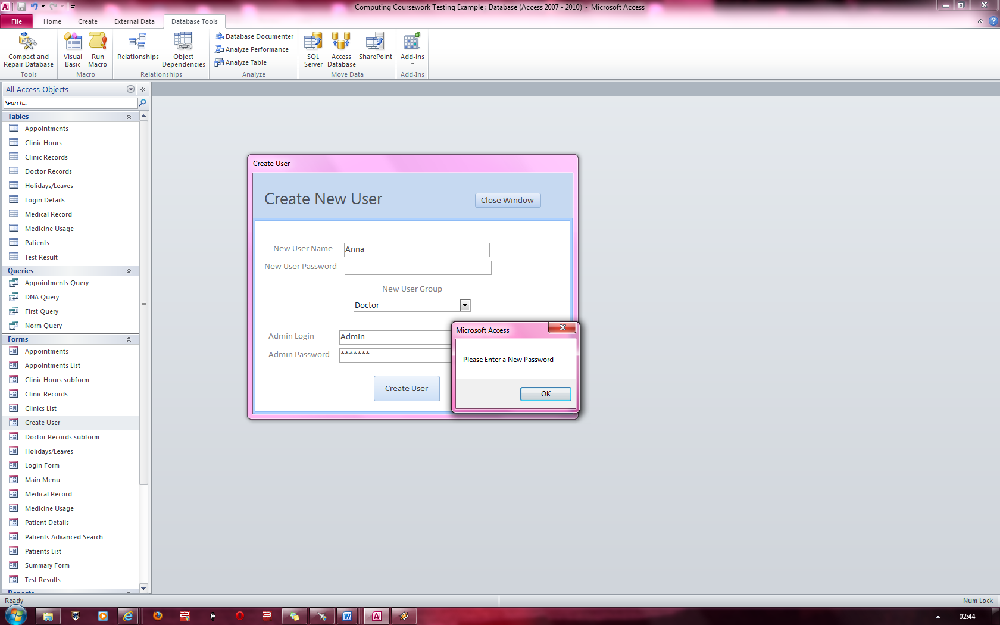 Computing Coursework Testing Example : Database (Access 2007 - 2010) - Microsoft Access
File Home Create External Data Database Tools
Compact and Repair Database
Visual Basic
Run Macro
Relationships
Object Dependencies
Database Documenter
Analyze Performance
Analyze Table
SQL Server
Access Database
SharePoint
Add-ins
Tools Macro Relationships Analyze Move Data Add-Ins
All Access Objects
Search...
Tables
Appointments
Clinic Hours
Clinic Records
Doctor Records
Holidays/Leaves
Login Details
Medical Record
Medicine Usage
Patients
Test Result
Queries
Appointments Query
DNA Query
First Query
Norm Query
Forms
Appointments
Appointments List
Clinic Hours subform
Clinic Records
Clinics List
Create User
Doctor Records subform
Holidays/Leaves
Login Form
Main Menu
Medical Record
Medicine Usage
Patient Details
Patients Advanced Search
Patients List
Summary Form
Test Results
Reports
Create User
Create New User
Close Window
New User Name Anna
New User Password
New User Group
Doctor
Admin Login Admin
Admin Password *******
Create User
Microsoft Access
Please Enter a New Password
OK
Ready
Num Lock
02:44